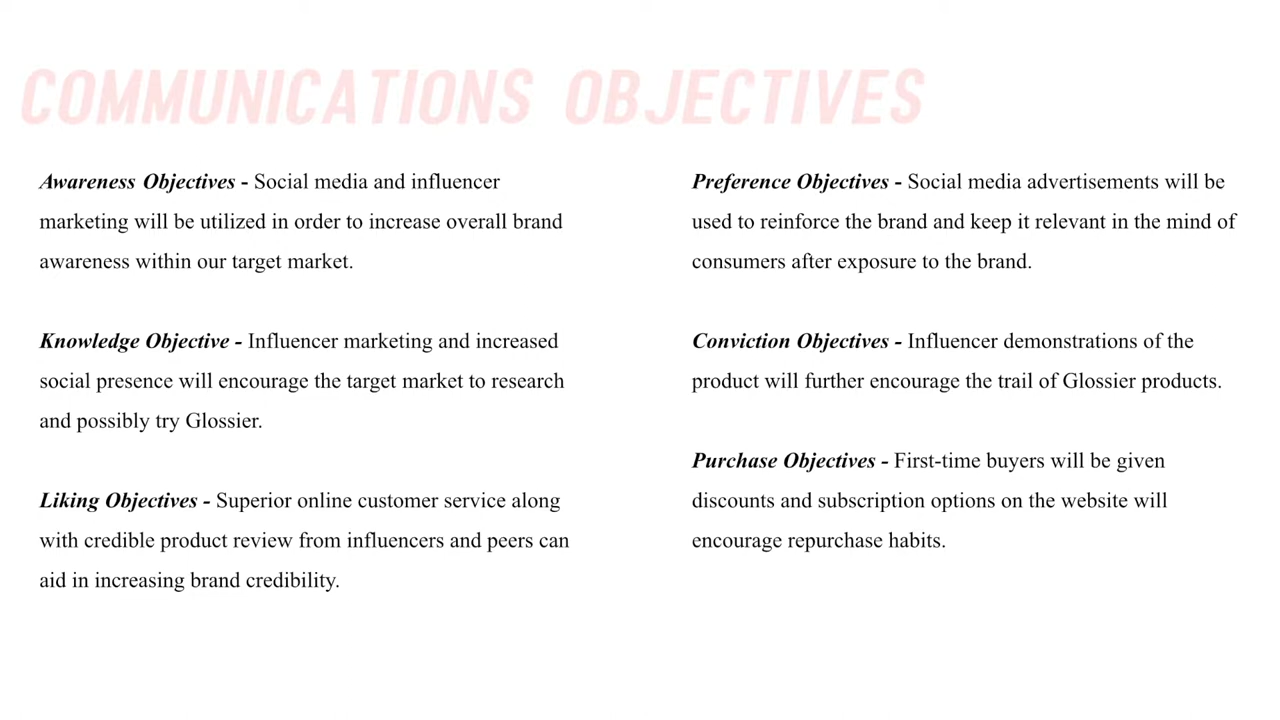 COMMUNICATIONS OBJECTIVES
Awareness Objectives - Social media and influencer
marketing will be utilized in order to increase overall brand
awareness within our target market.
Knowledge Objective - Influencer marketing and increased
social presence will encourage the target market to research
and possibly try Glossier.
Liking Objectives - Superior online customer service along
with credible product review from influencers and peers can
aid in increasing brand credibility.
Preference Objectives - Social media advertisements will be
used to reinforce the brand and keep it relevant in the mind of
consumers after exposure to the brand.
Conviction Objectives - Influencer demonstrations of the
product will further encourage the trail of Glossier products.
Purchase Objectives - First-time buyers will be given
discounts and subscription options on the website will
encourage repurchase habits.